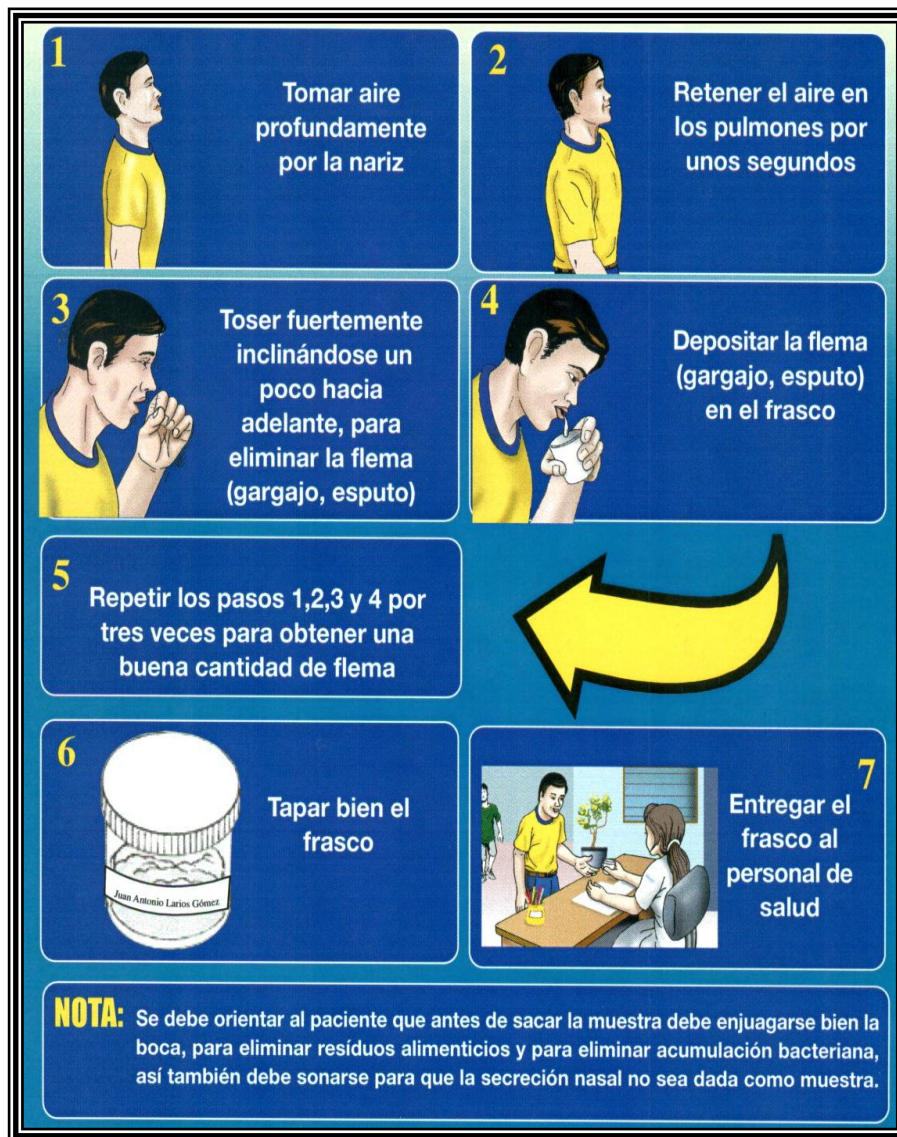 1
Tomar aire
profundamente
por la nariz
2
Retener el aire en
los pulmones por
unos segundos
3
Toser fuertemente
inclinándose un
poco hacia
adelante, para
eliminar la flema
(gargajo, esputo)
4
Depositar la flema
(gargajo, esputo)
en el frasco
5
Repetir los pasos 1,2,3 y 4 por
tres veces para obtener una
buena cantidad de flema
6
Tapar bien el
frasco
Juan Antonio Larios Gómez
7
Entregar el
frasco al
personal de
salud
NOTA: Se debe orientar al paciente que antes de sacar la muestra debe enjuagarse bien la
boca, para eliminar resíduos alimenticios y para eliminar acumulación bacteriana,
así también debe sonarse para que la secreción nasal no sea dada como muestra.